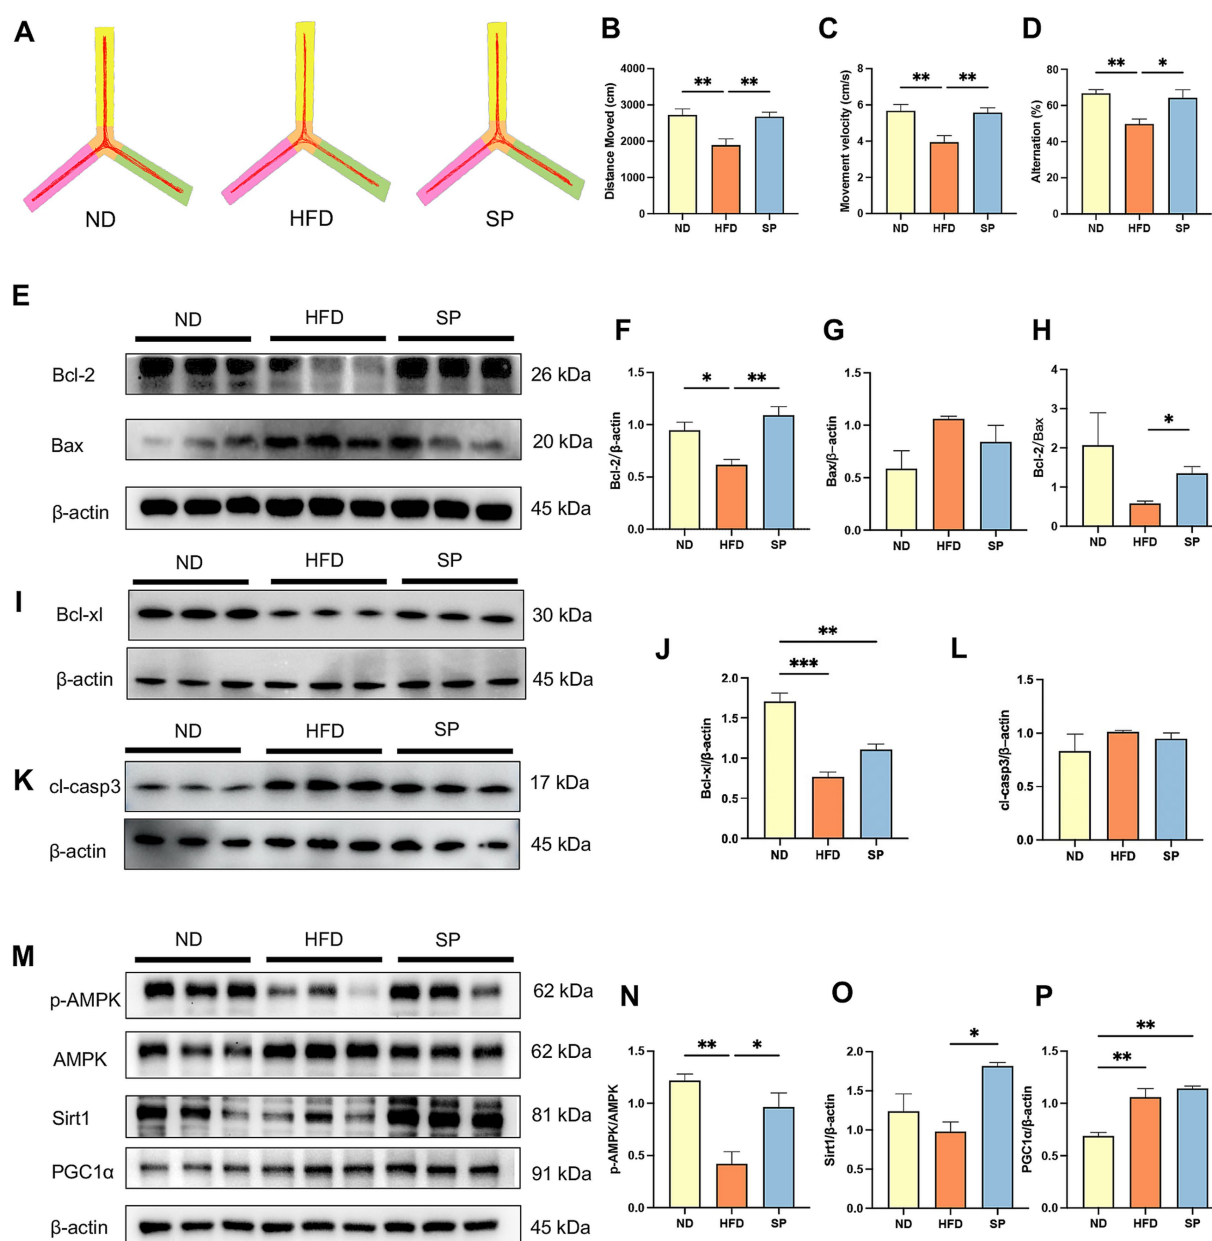 A
ND
HFD
SP
B
Distance Moved (cm)
4000
3000
2000
1000
0
**
**
ND
HFD
SP
C
Movement velocity (cm/s)
8
6
4
2
0
**
**
ND
HFD
SP
D
Alternation (%)
80
60
40
20
0
**
*
ND
HFD
SP
E
ND
HFD
SP
Bcl-2
26 kDa
Bax
20 kDa
β-actin
45 kDa
F
Bcl-2/β-actin
1.5
1.0
0.5
0.0
*
**
ND
HFD
SP
G
Bax/β-actin
1.5
1.0
0.5
0.0
ND
HFD
SP
H
Bcl-2/Bax
4
3
2
1
0
*
ND
HFD
SP
I
ND
HFD
SP
Bcl-xl
30 kDa
β-actin
45 kDa
J
Bcl-xl/β-actin
2.0
1.5
1.0
0.5
0.0
**
***
ND
HFD
SP
K
ND
HFD
SP
cl-casp3
17 kDa
β-actin
45 kDa
L
cl-casp3/β-actin
1.5
1.0
0.5
0.0
ND
HFD
SP
M
ND
HFD
SP
p-AMPK
62 kDa
AMPK
62 kDa
Sirt1
81 kDa
PGC1α
91 kDa
β-actin
45 kDa
N
p-AMPK/AMPK
1.5
1.0
0.5
0.0
**
*
ND
HFD
SP
O
Sirt1/β-actin
2.0
1.5
1.0
0.5
0.0
*
ND
HFD
SP
P
PGC1α/β-actin
1.5
1.0
0.5
0.0
**
**
ND
HFD
SP